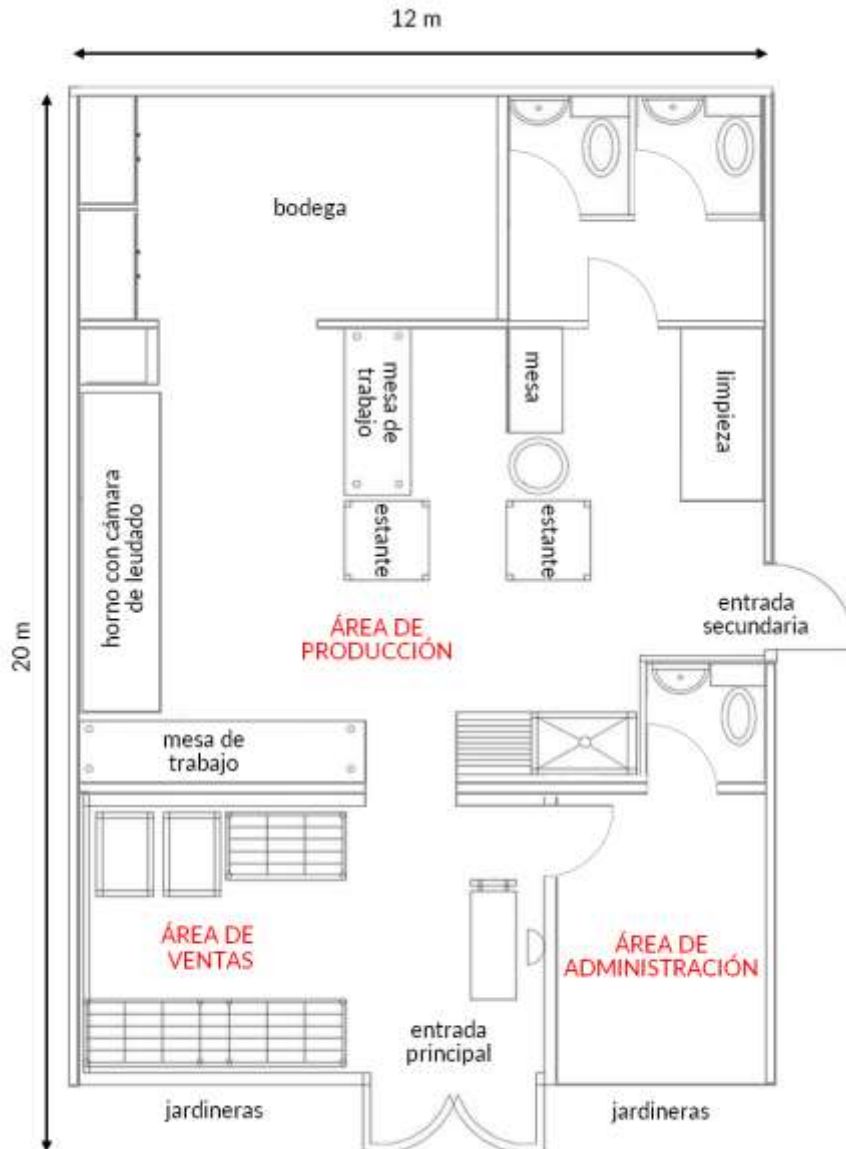 12 m
bodega
mesa de
trabajo
mesa
limpieza
horno con cámara
de leudado
estante
estante
entrada
secundaria
ÁREA DE
PRODUCCIÓN
20 m
mesa de
trabajo
ÁREA DE
VENTAS
ÁREA DE
ADMINISTRACIÓN
entrada
principal
jardineras
jardineras